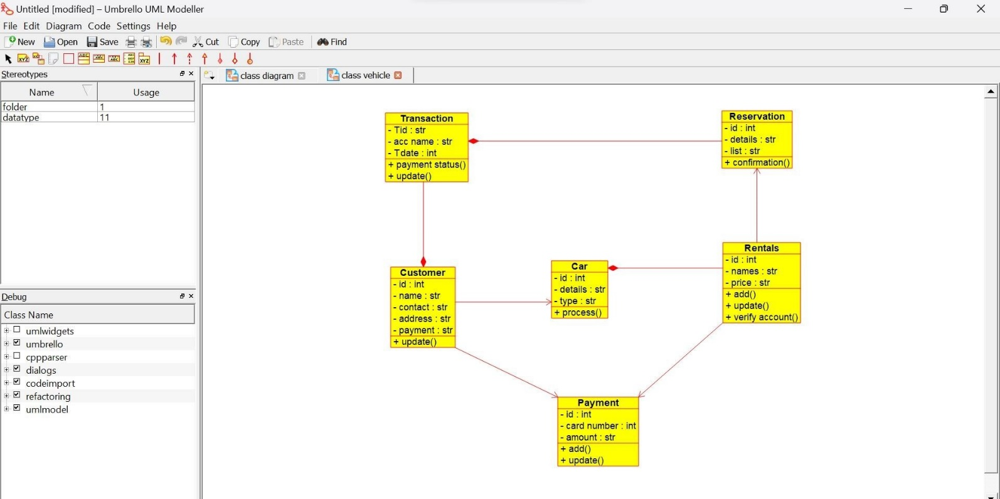 Untitled [modified] – Umbrello UML Modeller
File Edit Diagram Code Settings Help
New Open Save Cut Copy Paste Find
Stereotypes
class diagram class vehicle
Name Usage
folder 1
datatype 11
Debug
Class Name
umlwidgets
umbrello
cppparser
dialogs
codeimport
refactoring
umlmodel
Transaction
- Tid : str
- acc name : str
- Tdate : int
+ payment status()
+ update()
Reservation
- id : int
- details : str
- list : str
+ confirmation()
Customer
- id : int
- name : str
- contact : str
- address : str
- payment : str
+ update()
Car
- id : int
- details : str
- type : str
+ process()
Rentals
- id : int
- names : str
- price : str
+ add()
+ update()
+ verify account()
Payment
- id : int
- card number : int
- amount : str
+ add()
+ update()